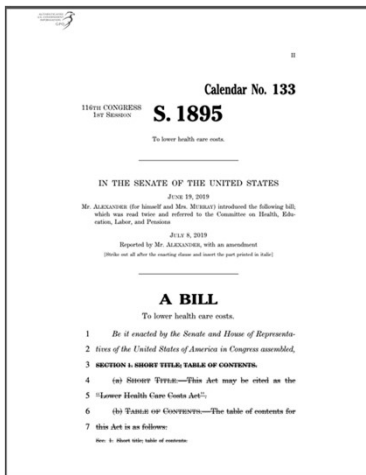 II
Calendar No. 133
116TH CONGRESS
1ST SESSION
S. 1895
To lower health care costs.
IN THE SENATE OF THE UNITED STATES
JUNE 19, 2019
Mr. ALEXANDER (for himself and Mrs. MURRAY) introduced the following bill;
which was read twice and referred to the Committee on Health, Edu-
cation, Labor, and Pensions
JULY 8, 2019
Reported by Mr. ALEXANDER, with an amendment
[Strike out all after the enacting clause and insert the part printed in italic]
A BILL
To lower health care costs.
1 Be it enacted by the Senate and House of Representa-
2 tives of the United States of America in Congress assembled,
3 SECTION 1. SHORT TITLE; TABLE OF CONTENTS.
4 (a) SHORT TITLE.—This Act may be cited as the
5 "Lower Health Care Costs Act".
6 (b) TABLE OF CONTENTS.—The table of contents for
7 this Act is as follows:
Sec. 1. Short title; table of contents.